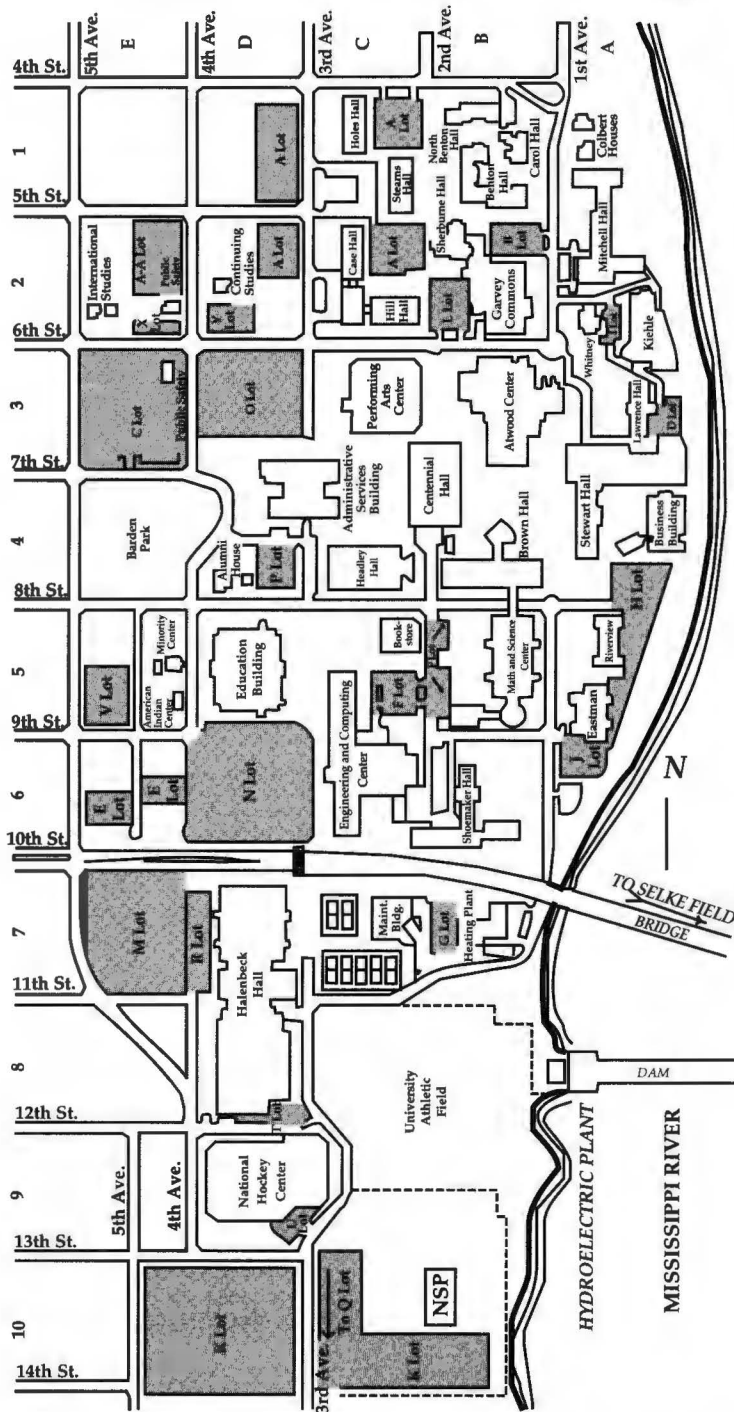 5th Ave.
E
4th Ave.
D
3rd Ave.
C
2nd Ave.
B
1st Ave.
A
4th St.
1
5th St.
2
6th St.
3
7th St.
4
8th St.
5
9th St.
6
10th St.
7
11th St.
8
12th St.
9
13th St.
10
14th St.
A Lot
Holes Hall
A
Lot
Stearns
Hall
North
Benton
Hall
Benton
Hall
Carol Hall
Colbert
Houses
International
Studies
A-A Lot
Public
Safety
X
Lot
Continuing
Studies
A Lot
Y
Lot
Case Hall
A Lot
Hill
Hall
Sherburne Hall
B Lot
L Lot
Garvey
Commons
Mitchell Hall
Whitney
Kiehle
C Lot
Public Safety
O Lot
Performing
Arts
Center
Atwood Center
Lawrence Hall
D Lot
Stewart Hall
Barden
Park
Administrative
Services
Building
Alumni
House
P Lot
Headley
Hall
Centennial
Hall
Brown Hall
Business
Building
H Lot
V Lot
Minority
Center
American
Indian
Center
Education
Building
Book-
store
F Lot
Math and Science
Center
Riverview
Eastman
J
Lot
E
Lot
E
Lot
N Lot
Engineering and Computing
Center
Shoemaker Hall
N
M Lot
R Lot
Halenbeck
Hall
Maint.
Bldg.
G Lot
Heating Plant
TO SELKE FIELD
BRIDGE
T Lot
University
Athletic
Field
DAM
5th Ave.
4th Ave.
National
Hockey
Center
Lot
HYDROELECTRIC PLANT
MISSISSIPPI RIVER
K Lot
3rd Ave.
To Q Lot
K Lot
NSP